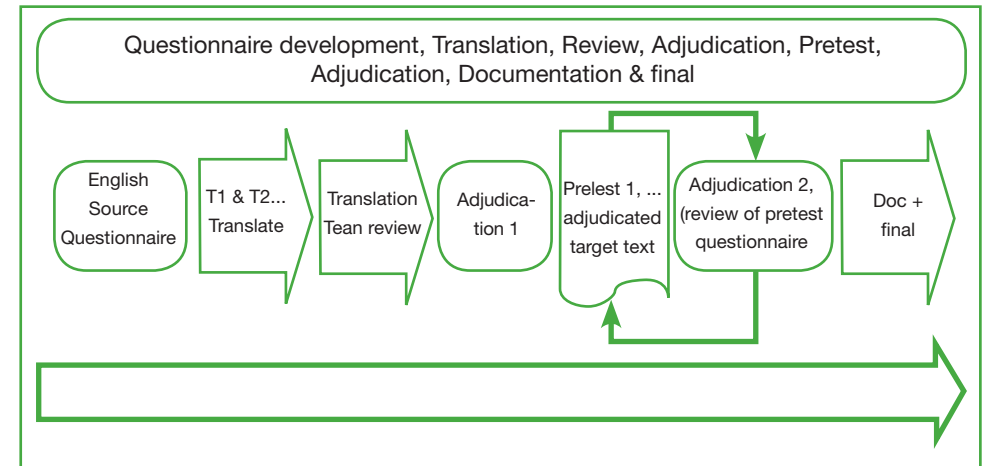 Questionnaire development, Translation, Review, Adjudication, Pretest,
Adjudication, Documentation & final
English
Source
Questionnaire
T1 & T2...
Translate
Translation
Tean review
Adjudica-
tion 1
Prelest 1, ...
adjudicated
target text
Adjudication 2,
(review of pretest
questionnaire
Doc +
final